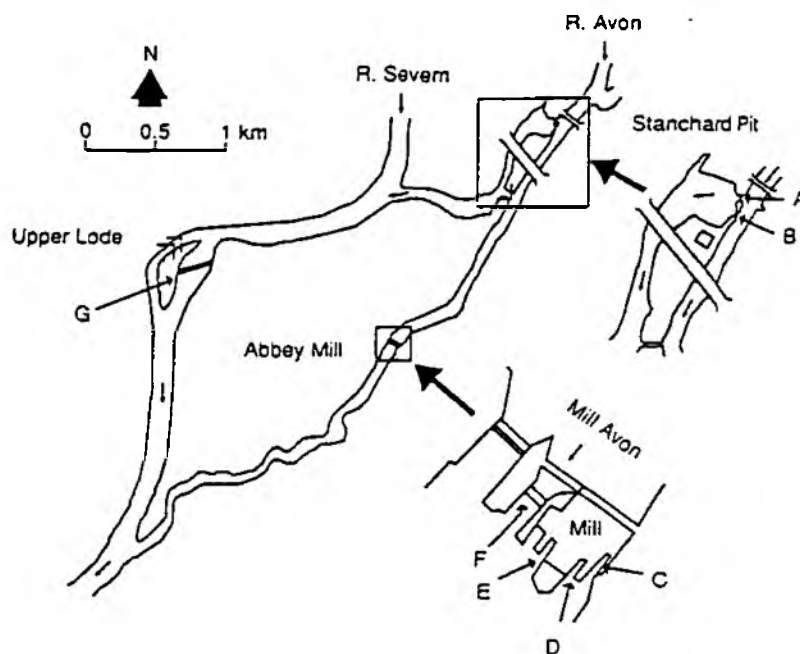 R. Avon
N
R. Severn
0 0.5 1 km
Stanchard Pit
A
B
Upper Lode
G
Abbey Mill
Mill Avon
Mill
F
E
C
D